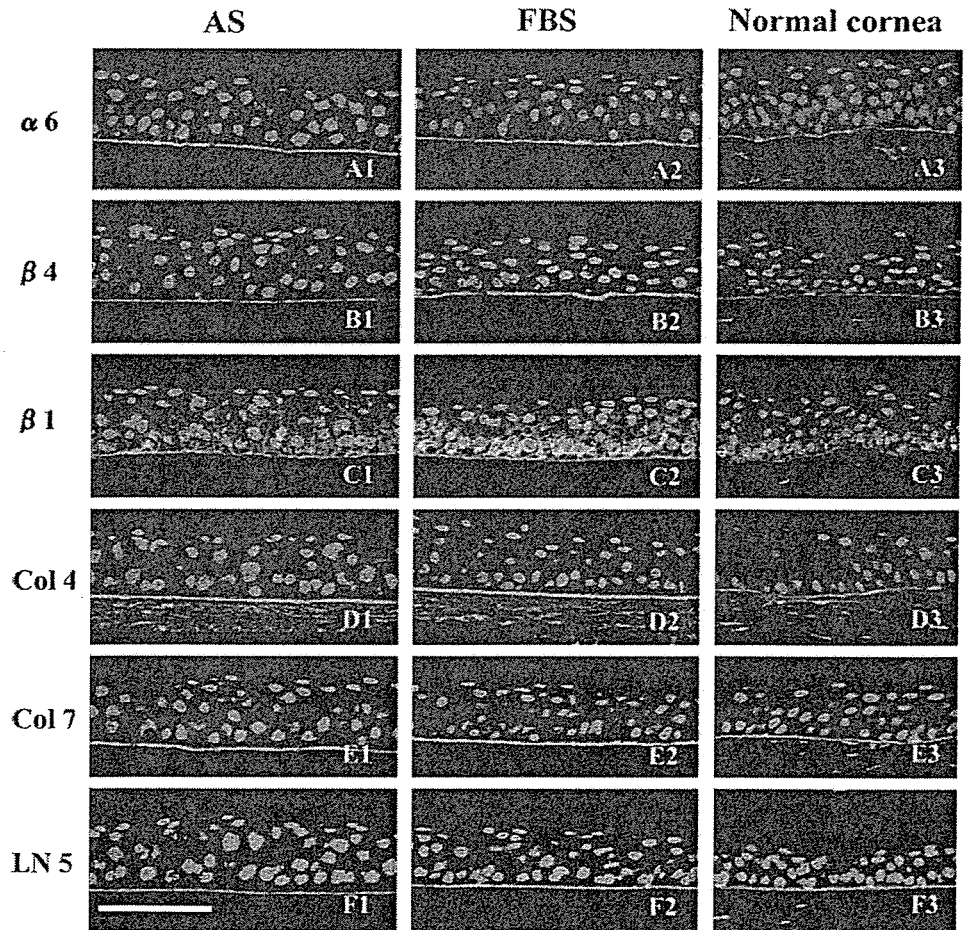 AS FBS Normal cornea
α 6 A1 A2 A3
β 4 B1 B2 B3
β 1 C1 C2 C3
Col 4 D1 D2 D3
Col 7 E1 E2 E3
LN 5 F1 F2 F3